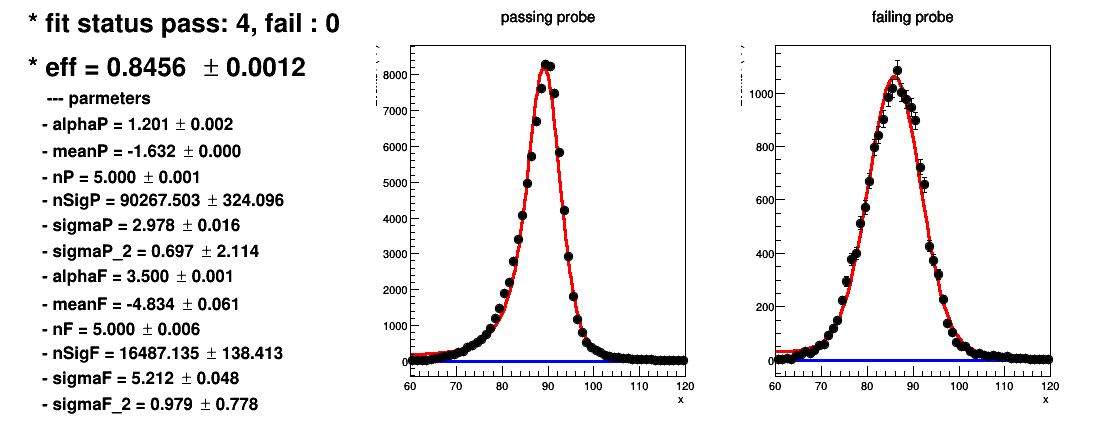 * fit status pass: 4, fail : 0
* eff = 0.8456 ± 0.0012
--- parmeters
- alphaP = 1.201 ± 0.002
- meanP = -1.632 ± 0.000
- nP = 5.000 ± 0.001
- nSigP = 90267.503 ± 324.096
- sigmaP = 2.978 ± 0.016
- sigmaP_2 = 0.697 ± 2.114
- alphaF = 3.500 ± 0.001
- meanF = -4.834 ± 0.061
- nF = 5.000 ± 0.006
- nSigF = 16487.135 ± 138.413
- sigmaF = 5.212 ± 0.048
- sigmaF_2 = 0.979 ± 0.778
passing probe
8000
7000
6000
5000
4000
3000
2000
1000
0
60 70 80 90 100 110 120
x
failing probe
1000
800
600
400
200
0
60 70 80 90 100 110 120
x